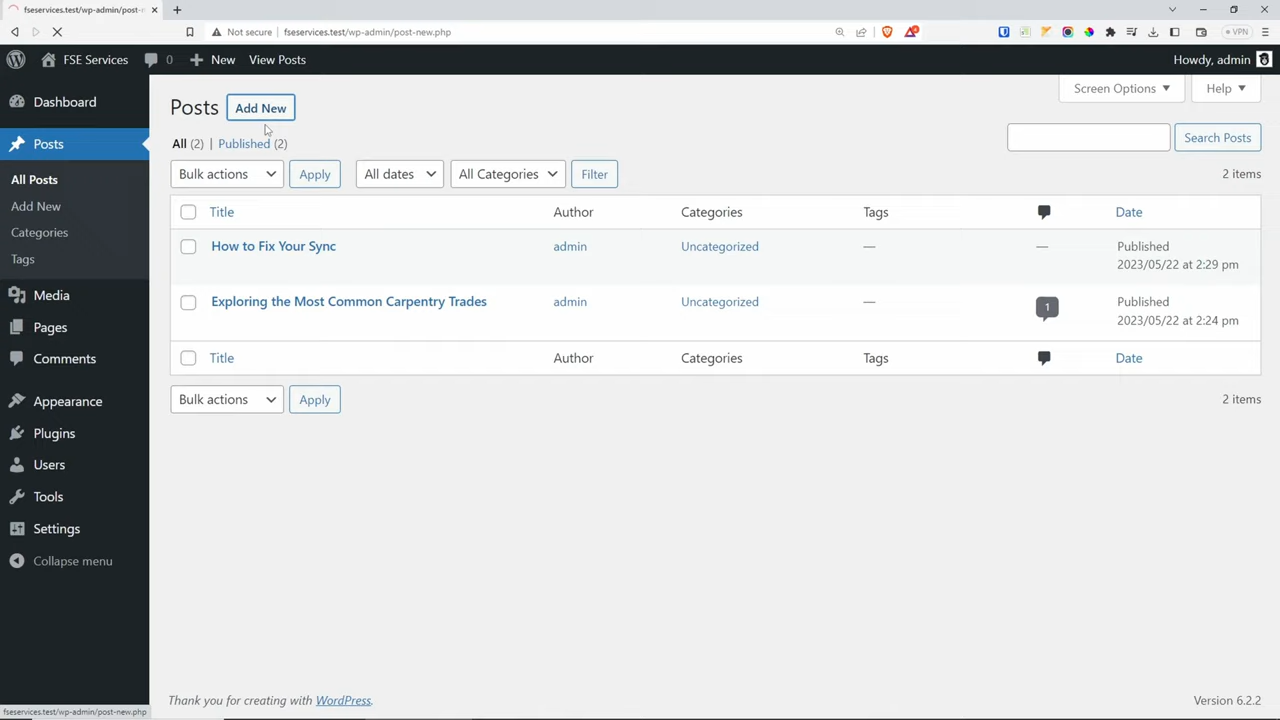 fseservices.test/wp-admin/post-n
Not secure fseservices.test/wp-admin/post-new.php VPN
FSE Services 0 New View Posts Howdy, admin
Dashboard
Posts
All Posts
Add New
Categories
Tags
Media
Pages
Comments
Appearance
Plugins
Users
Tools
Settings
Collapse menu
Posts Add New Screen Options Help
All (2) | Published (2) Search Posts
Bulk actions Apply All dates All Categories Filter 2 items
Title Author Categories Tags Date
How to Fix Your Sync admin Uncategorized — — Published
2023/05/22 at 2:29 pm
Exploring the Most Common Carpentry Trades admin Uncategorized — 1 Published
2023/05/22 at 2:24 pm
Title Author Categories Tags Date
Bulk actions Apply 2 items
Thank you for creating with WordPress. Version 6.2.2
fseservices.test/wp-admin/post-new.php